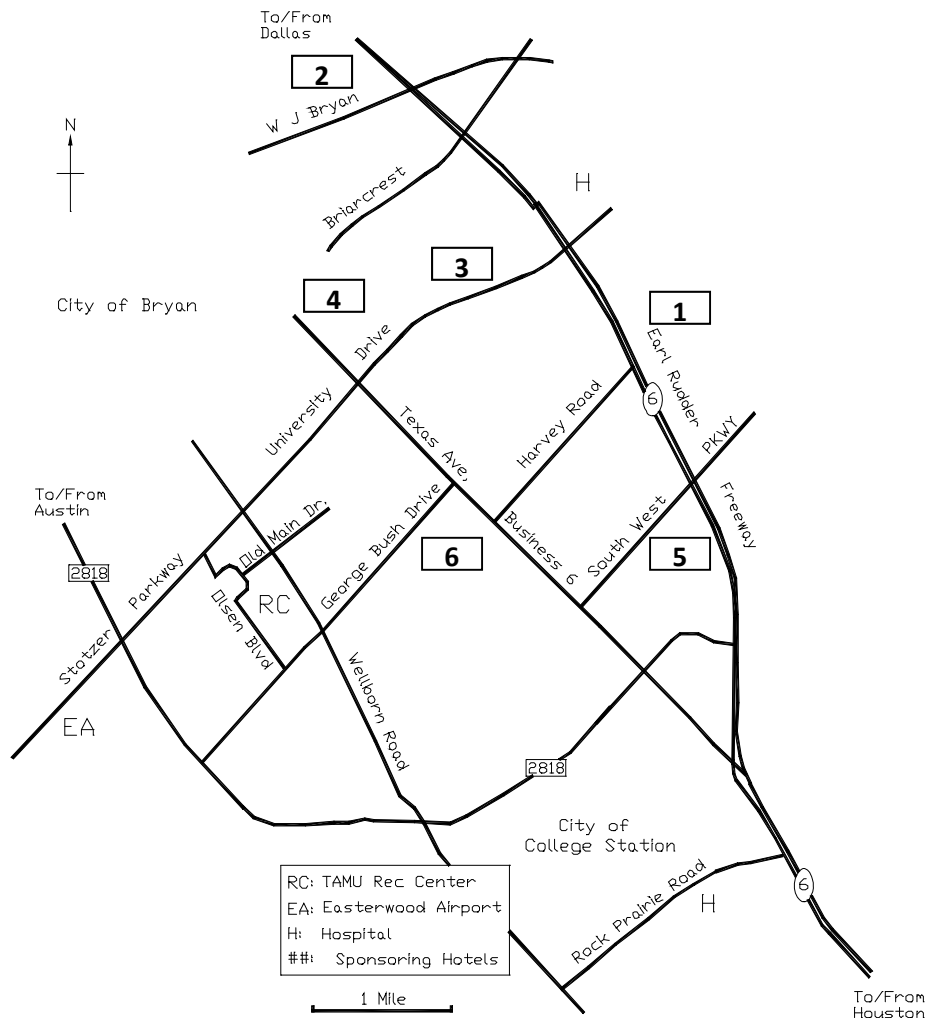 To/From
Dallas
2
W J Bryan
N
Briarcrest
H
3
4
1
City of Bryan
Drive
University
Earl Rudder
Freeway
6
Harvey Road
Texas Ave,
Business 6
PKWY
South West
To/From
Austin
2818
Old Main Dr.
George Bush Drive
6
5
Parkway
Stotzer
RC
Olsen Blvd
Wellborn Road
EA
2818
City of
College Station
RC: TAMU Rec Center
EA: Easterwood Airport
H: Hospital
##: Sponsoring Hotels
Rock Prairie Road
H
6
1 Mile
To/From
Houston